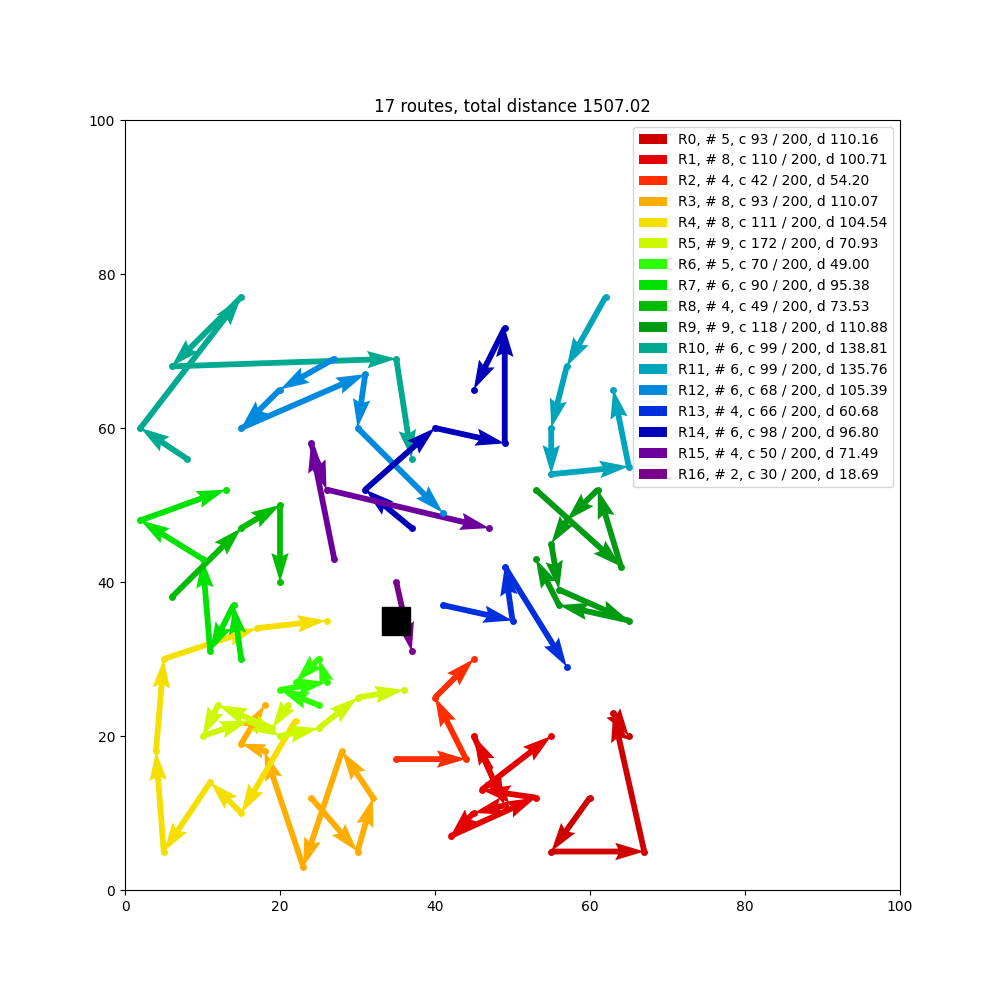 17 routes, total distance 1507.02
100
80
60
40
20
0
0 20 40 60 80 100
R0, # 5, c 93 / 200, d 110.16
R1, # 8, c 110 / 200, d 100.71
R2, # 4, c 42 / 200, d 54.20
R3, # 8, c 93 / 200, d 110.07
R4, # 8, c 111 / 200, d 104.54
R5, # 9, c 172 / 200, d 70.93
R6, # 5, c 70 / 200, d 49.00
R7, # 6, c 90 / 200, d 95.38
R8, # 4, c 49 / 200, d 73.53
R9, # 9, c 118 / 200, d 110.88
R10, # 6, c 99 / 200, d 138.81
R11, # 6, c 99 / 200, d 135.76
R12, # 6, c 68 / 200, d 105.39
R13, # 4, c 66 / 200, d 60.68
R14, # 6, c 98 / 200, d 96.80
R15, # 4, c 50 / 200, d 71.49
R16, # 2, c 30 / 200, d 18.69